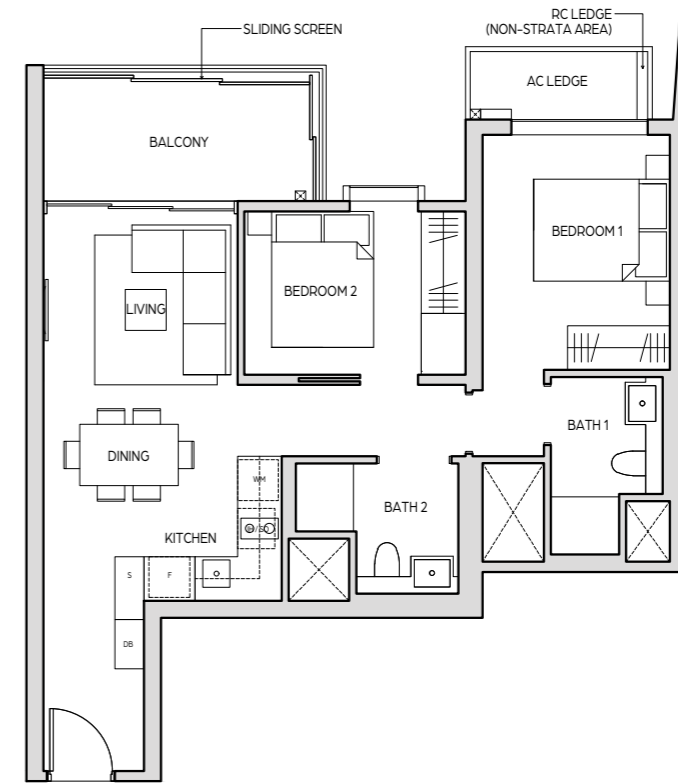 SLIDING SCREEN
RC LEDGE
(NON-STRATA AREA)
AC LEDGE
BALCONY
BEDROOM 1
BEDROOM 2
LIVING
BATH 1
DINING
WM
BATH 2
KITCHEN
S
F
DB